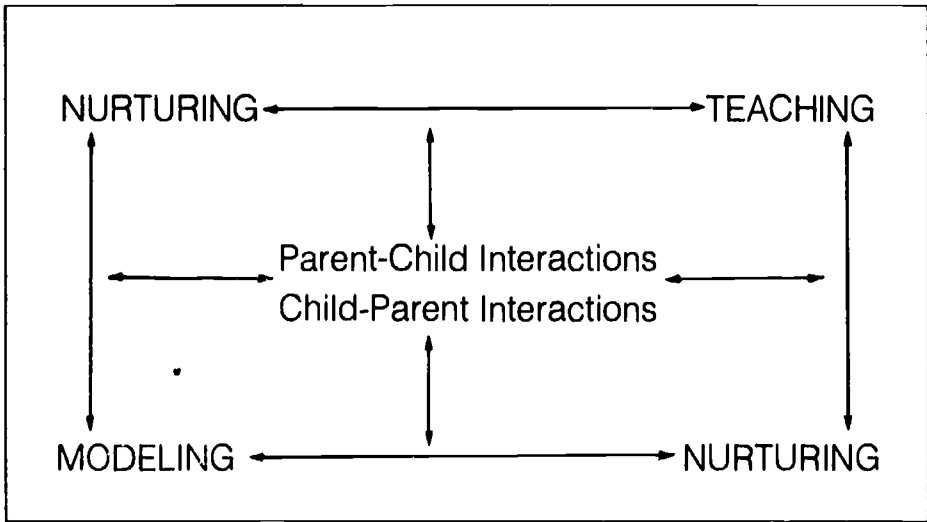 NURTURING TEACHING
Parent-Child Interactions
Child-Parent Interactions
MODELING NURTURING